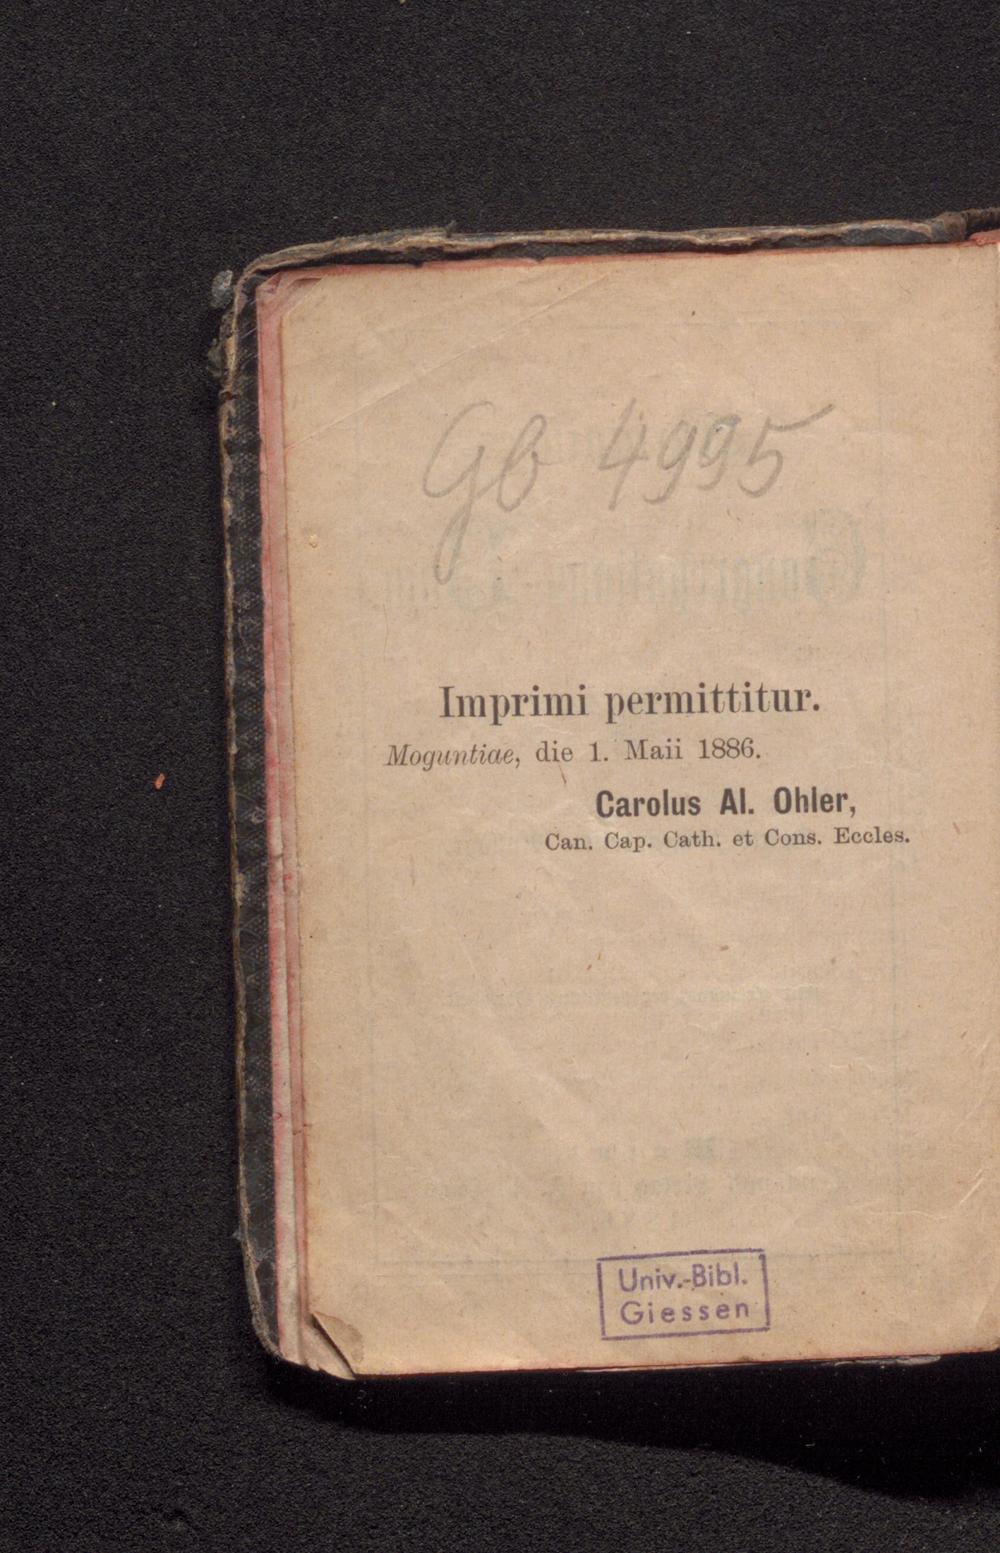 Gb 4995
Imprimi permittitur.
Moguntiae, die 1. Maii 1886.
Carolus Al. Ohler,
Can. Cap. Cath. et Cons. Eccles.
Univ.-Bibl.
Giessen